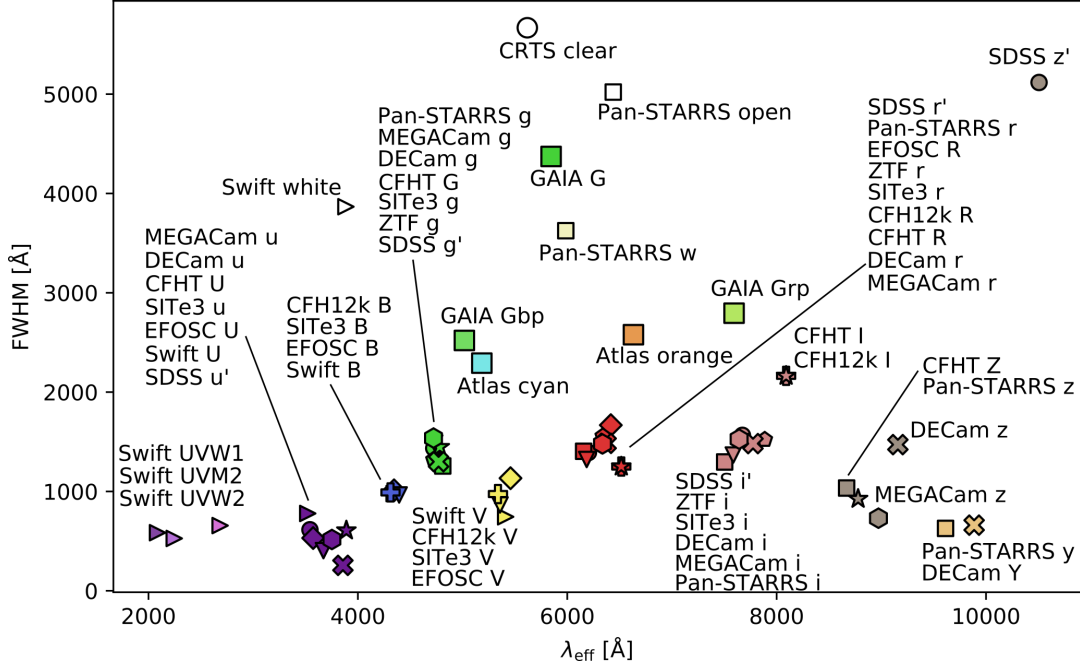 CRTS clear
SDSS z'
Pan-STARRS open
Pan-STARRS g
MEGACam g
DECam g
CFHT G
SITe3 g
ZTF g
SDSS g'
SDSS r'
Pan-STARRS r
EFOSC R
ZTF r
SITe3 r
CFH12k R
CFHT R
DECam r
MEGACam r
GAIA G
Swift white
Pan-STARRS w
MEGACam u
DECam u
CFHT U
SITe3 u
EFOSC U
Swift U
SDSS u'
CFH12k B
SITe3 B
EFOSC B
Swift B
GAIA Gbp
Atlas cyan
GAIA Grp
Atlas orange
CFHT I
CFH12k I
CFHT Z
Pan-STARRS z
DECam z
MEGACam z
Swift UVW1
Swift UVM2
Swift UVW2
Swift V
CFH12k V
SITe3 V
EFOSC V
SDSS i'
ZTF i
SITe3 i
DECam i
MEGACam i
Pan-STARRS i
Pan-STARRS y
DECam Y
FWHM [Å]
5000
4000
3000
2000
1000
0
2000
4000
6000
8000
10000
λeff [Å]